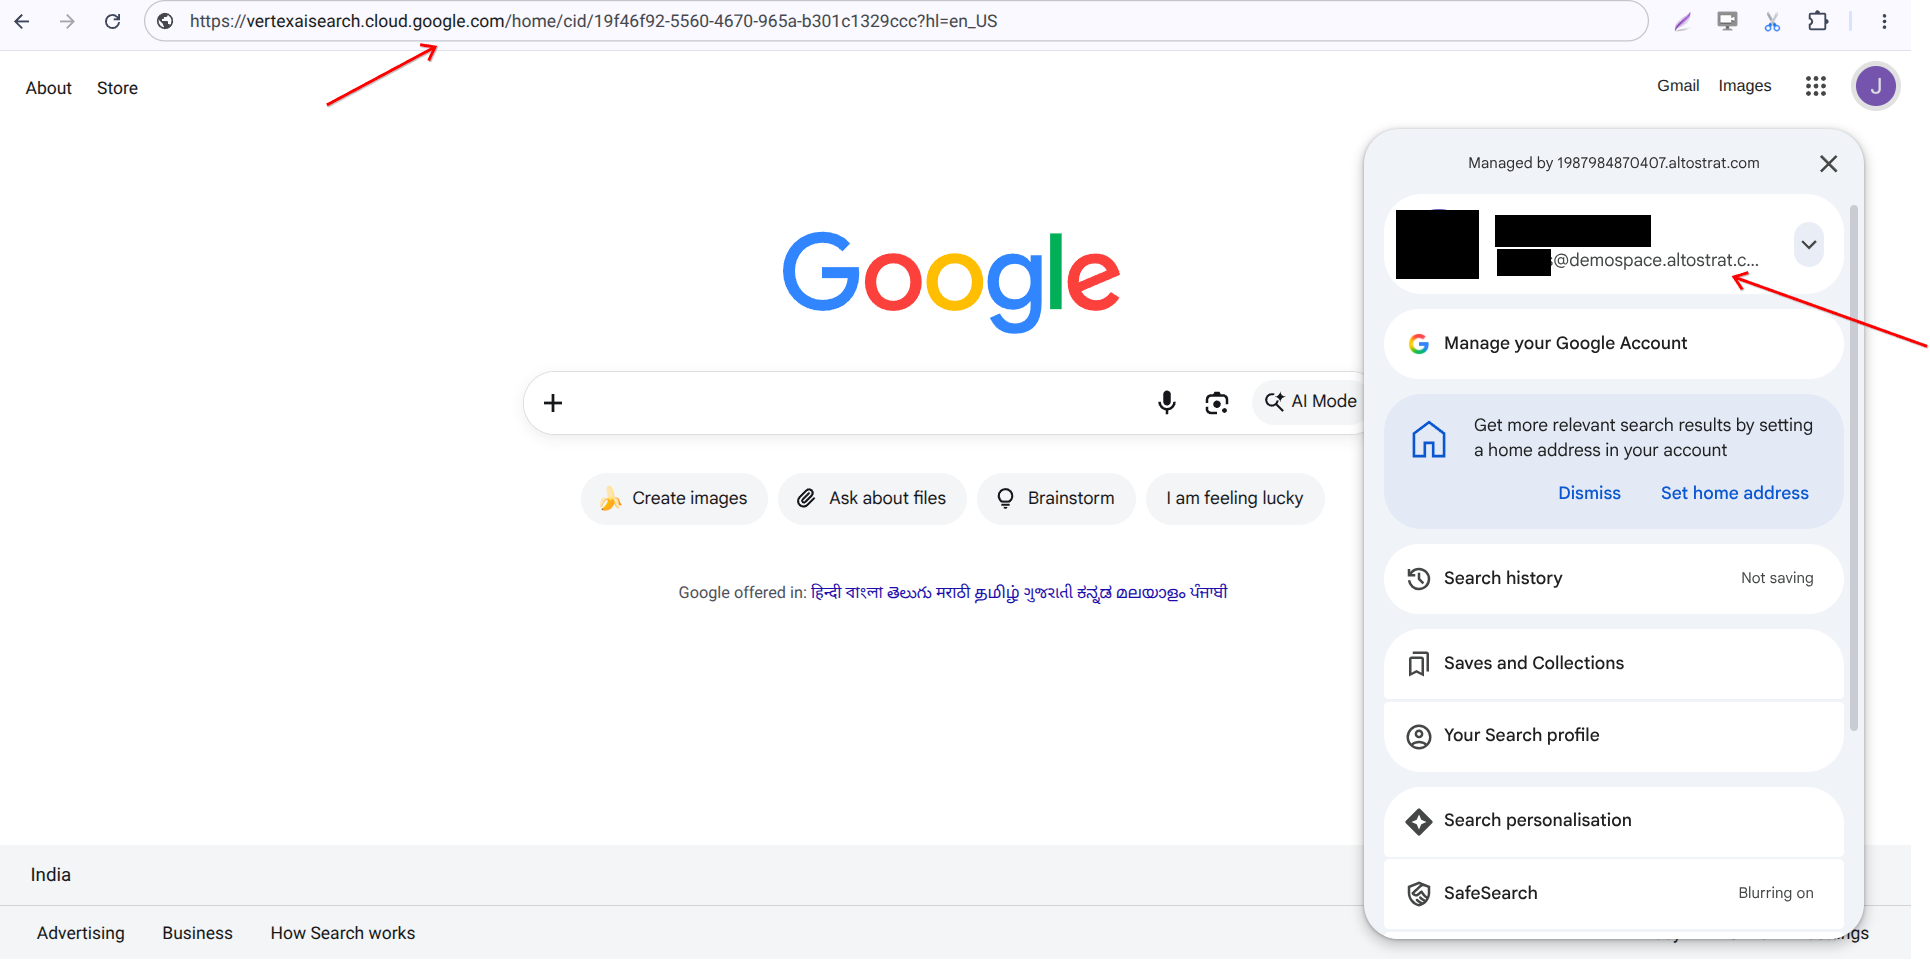 https://vertexaisearch.cloud.google.com/home/cid/19f46f92-5560-4670-965a-b301c1329ccc?hl=en_US
About Store
Gmail Images
J
Managed by 1987984870407.altostrat.com
s@demospace.altostrat.c...
Google
Manage your Google Account
AI Mode
Get more relevant search results by setting
a home address in your account
Dismiss Set home address
Create images Ask about files Brainstorm I am feeling lucky
Search history Not saving
Google offered in: हिन्दी বাংলা తెలుగు मराठी தமிழ் ગુજરાતી ಕನ್ನಡ മലയാളം ਪੰਜਾਬੀ
Saves and Collections
Your Search profile
Search personalisation
India
SafeSearch Blurring on
Advertising Business How Search works